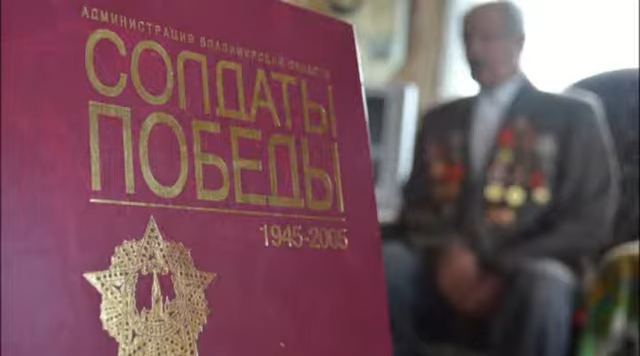 АДМИНИСТРАЦИЯ ВЛАДИМИРСКОЙ ОБЛАСТИ
СОЛДАТЫ
ПОБЕДЫ
1945-2005